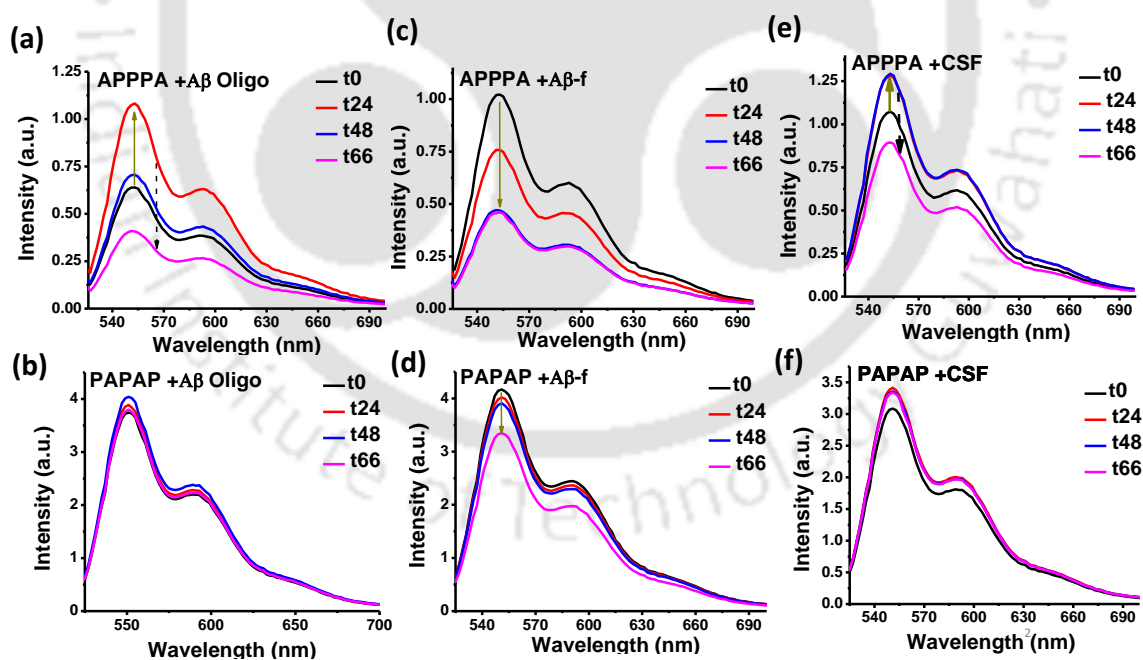 (a)
APPPA +Aβ Oligo
t0
t24
t48
t66
1.25
1.00
0.75
0.50
0.25
0.00
Intensity (a.u.)
540 570 600 630 660 690
Wavelength (nm)
(c)
APPPA +Aβ-f
t0
t24
t48
t66
1.00
0.75
0.50
0.25
0.00
Intensity (a.u.)
540 570 600 630 660 690
Wavelength (nm)
(e)
APPPA +CSF
t0
t24
t48
t66
1.25
1.00
0.75
0.50
0.25
0.00
Intensity (a.u.)
540 570 600 630 660 690
Wavelength (nm)
(b)
PAPAP +Aβ Oligo
t0
t24
t48
t66
4
3
2
1
0
Intensity (a.u.)
550 600 650 700
Wavelength (nm)
(d)
PAPAP +Aβ-f
t0
t24
t48
t66
4
3
2
1
0
Intensity (a.u.)
540 570 600 630 660 690
Wavelength (nm)
(f)
PAPAP +CSF
t0
t24
t48
t66
3.5
3.0
2.5
2.0
1.5
1.0
0.5
0.0
Intensity (a.u.)
540 570 600 630 660 690
Wavelength (nm)
2
Indian Institute of Technology Guwahati